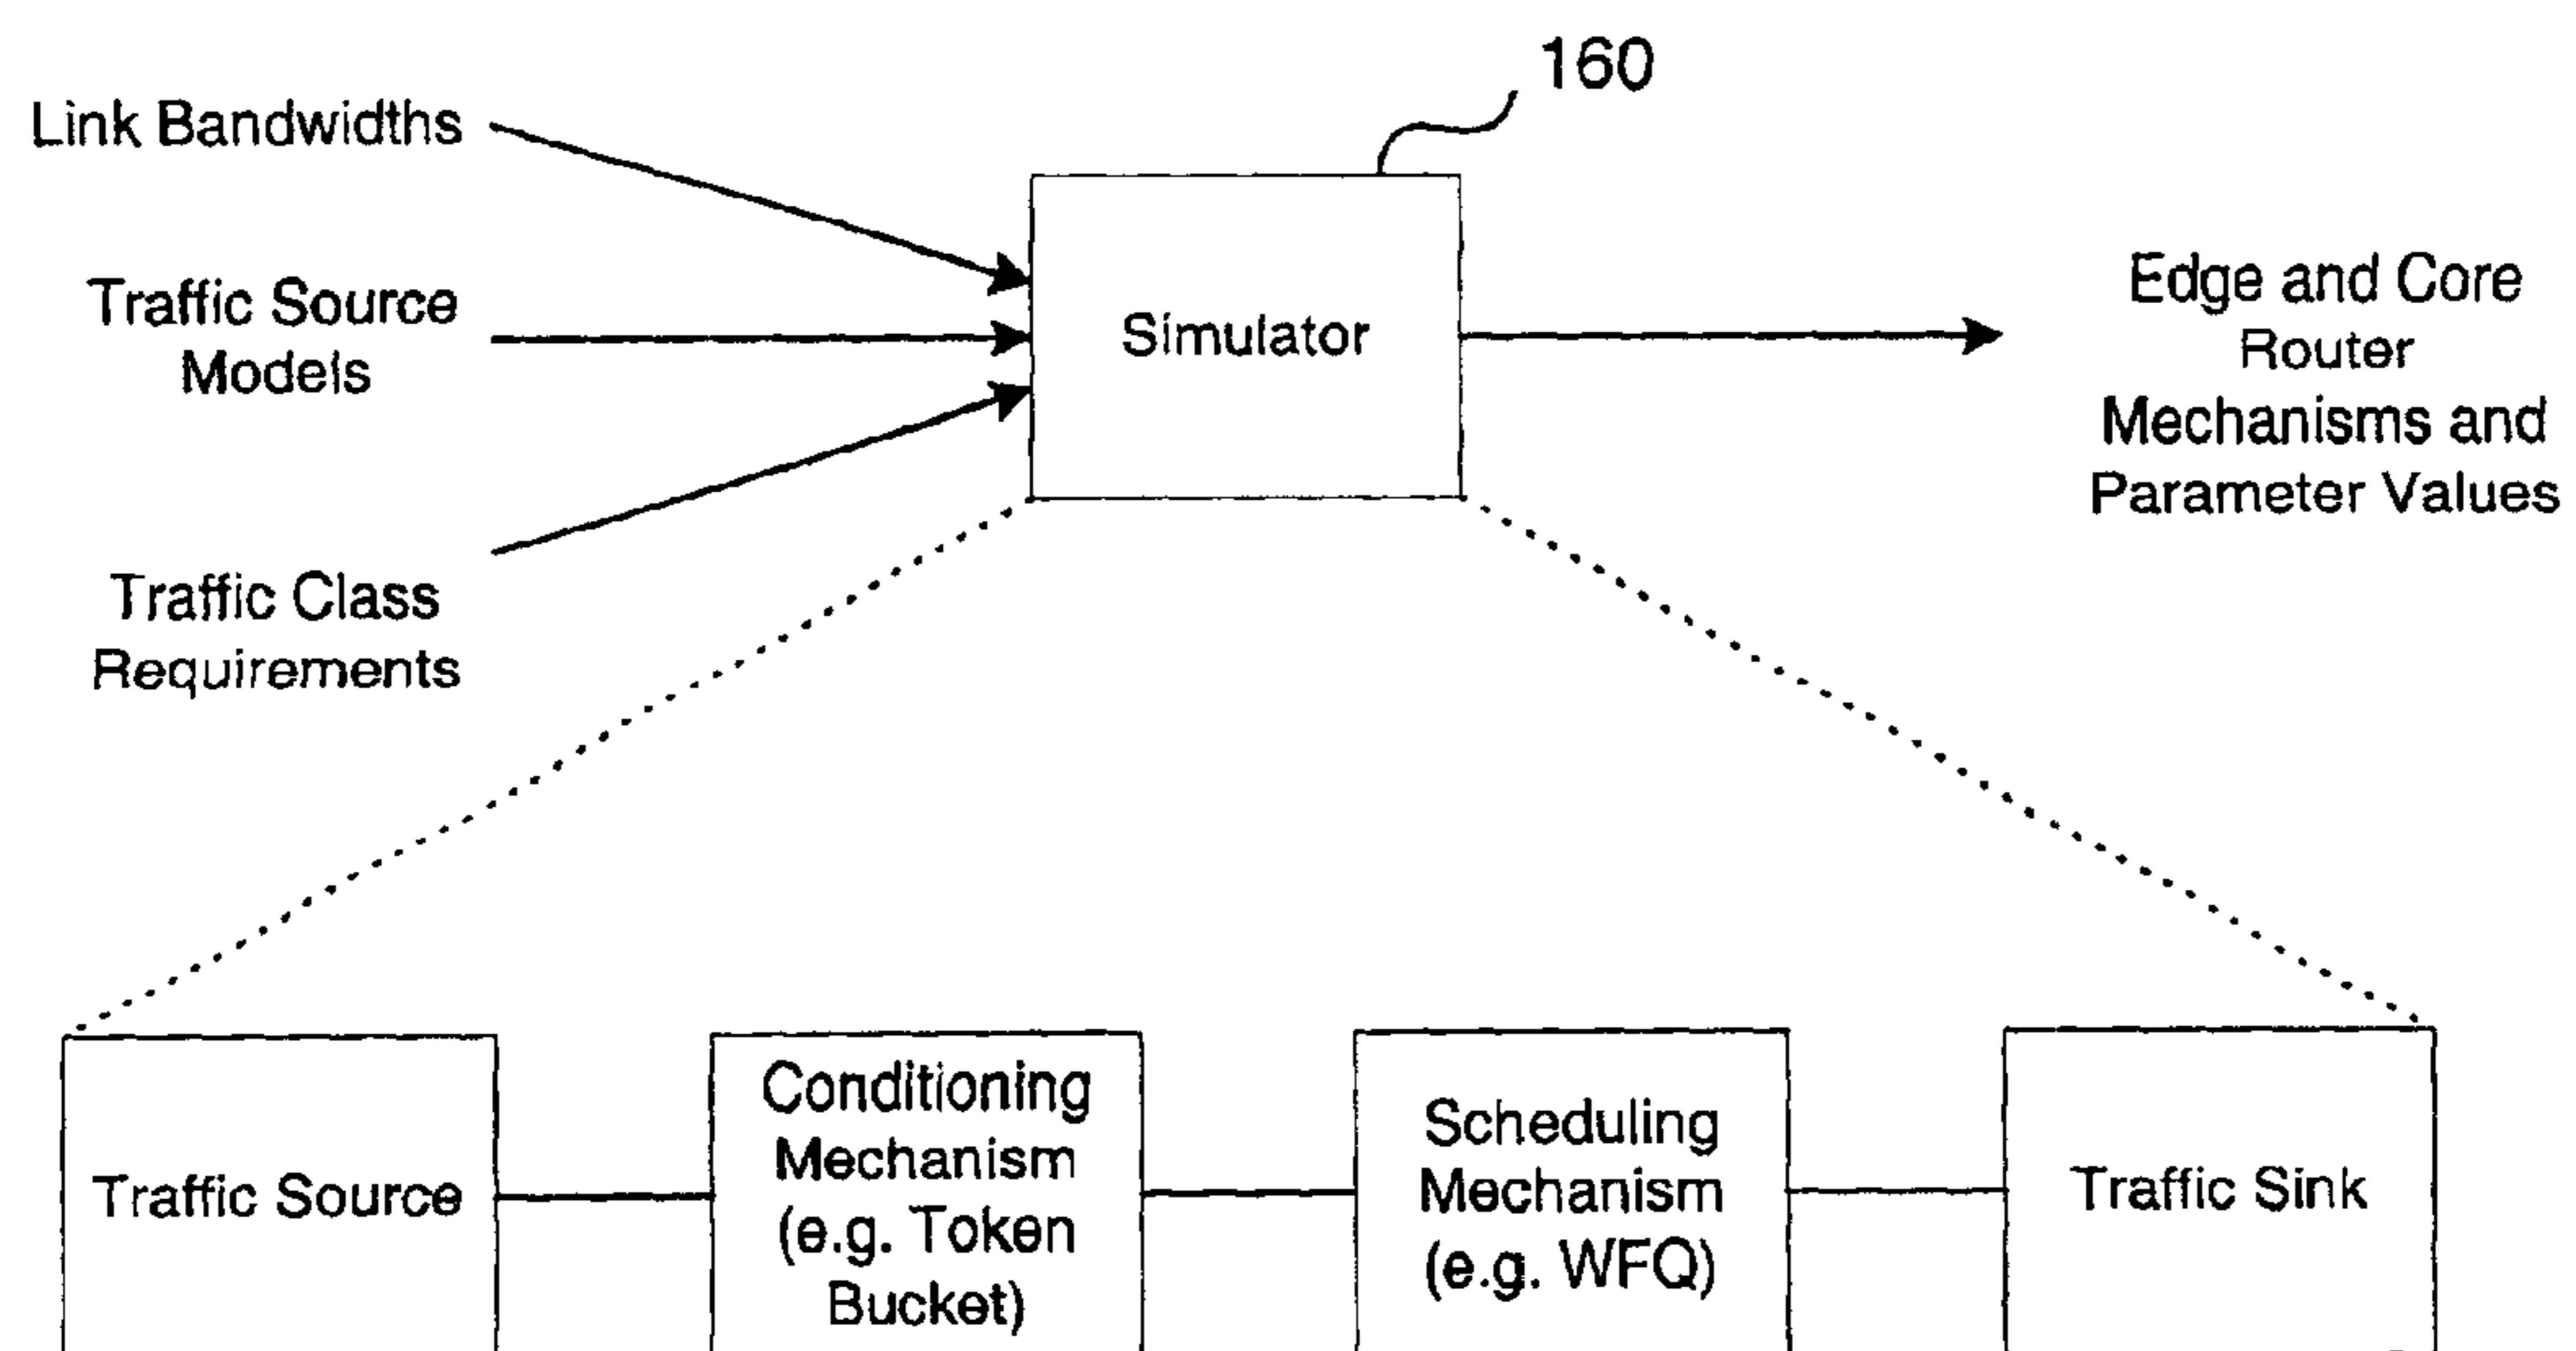 160
Link Bandwidths
Traffic Source
Models
Traffic Class
Requirements
Simulator
Edge and Core
Router
Mechanisms and
Parameter Values
Traffic Source
Conditioning
Mechanism
(e.g. Token
Bucket)
Scheduling
Mechanism
(e.g. WFQ)
Traffic Sink